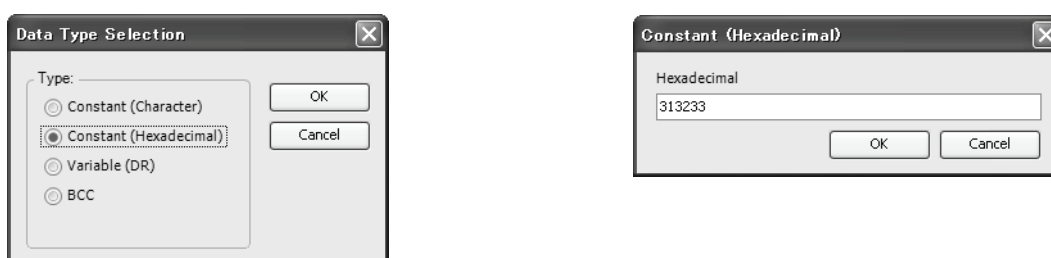 Data Type Selection
Type:
Constant (Character)
Constant (Hexadecimal)
Variable (DR)
BCC
OK
Cancel
Constant (Hexadecimal)
Hexadecimal
313233
OK Cancel